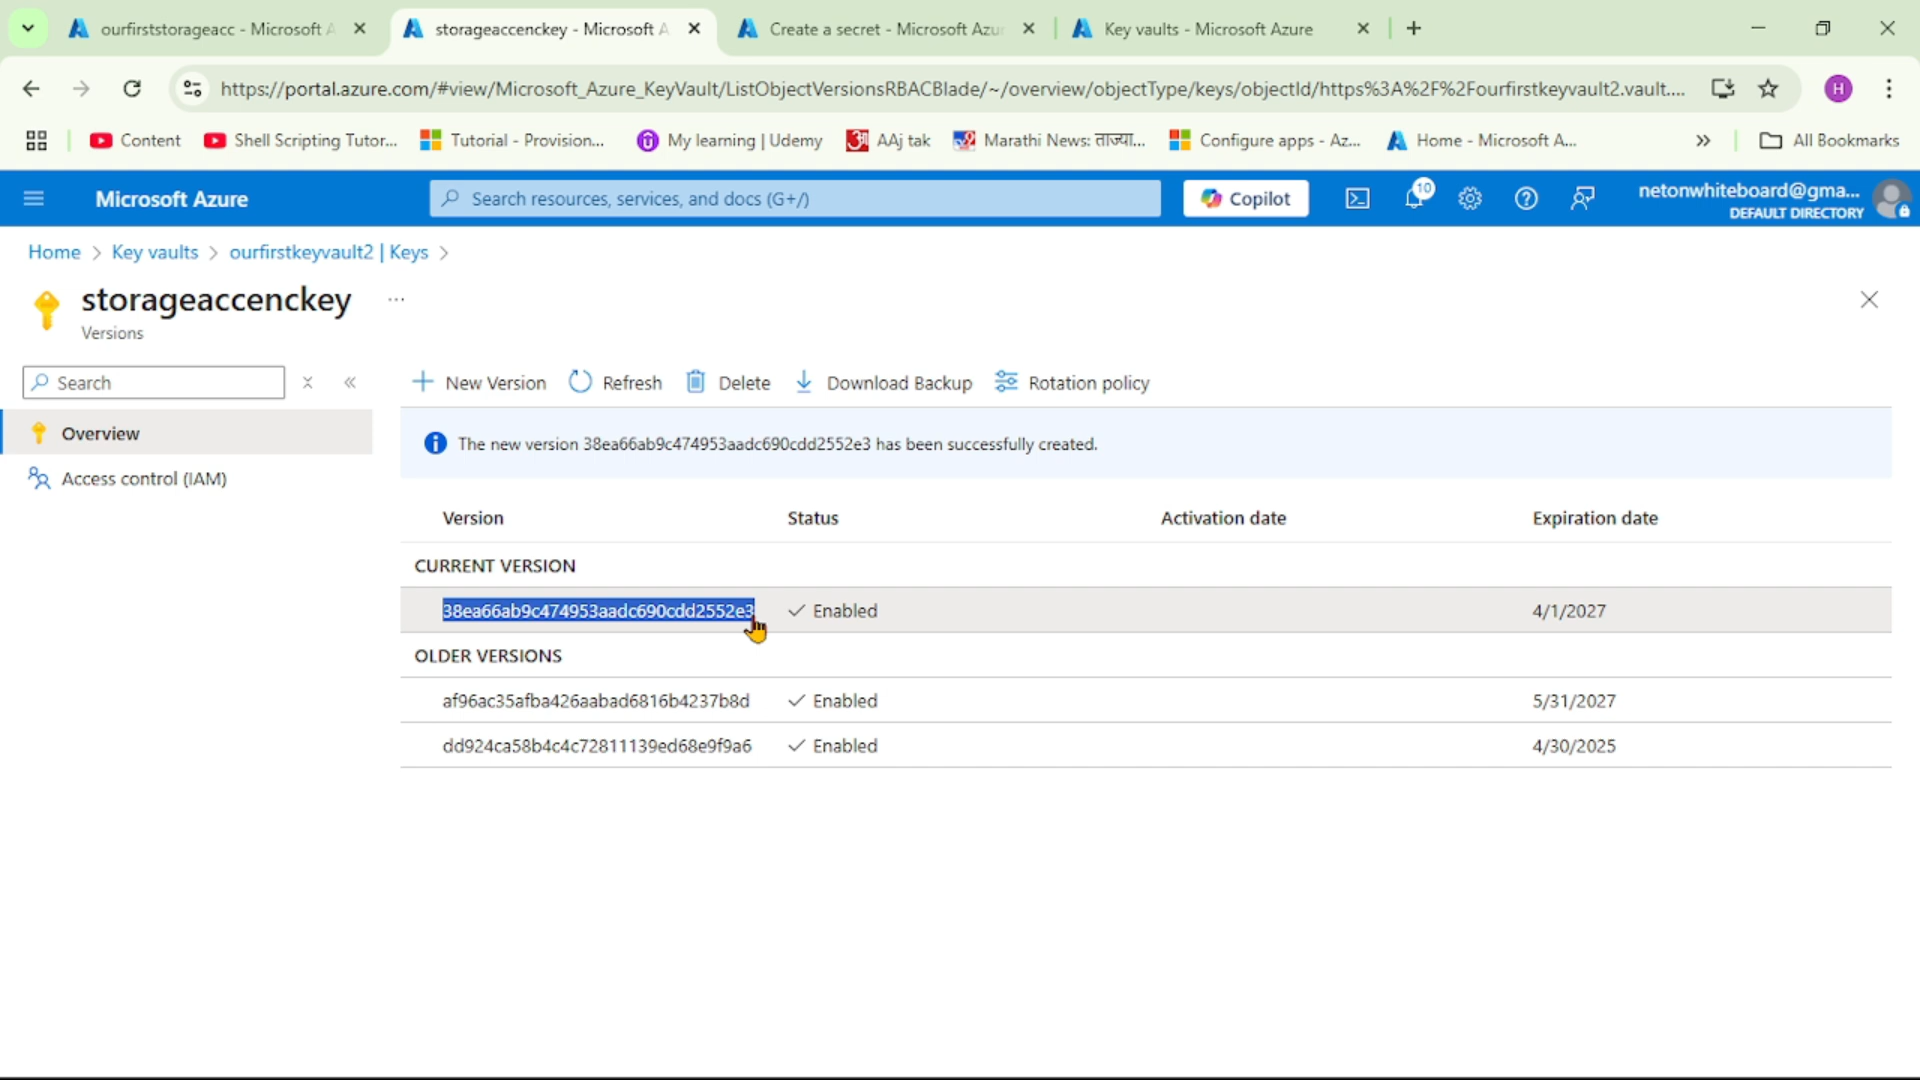 ourfirststorageacc - Microsoft A
storageaccenckey - Microsoft A
Create a secret - Microsoft Azur
Key vaults - Microsoft Azure
https://portal.azure.com/#view/Microsoft_Azure_KeyVault/ListObjectVersionsRBACBlade/~/overview/objectType/keys/objectId/https%3A%2F%2Fourfirstkeyvault2.vault....
H
Content
Shell Scripting Tutor...
Tutorial - Provision...
My learning | Udemy
AAj tak
Marathi News: ताज्या...
Configure apps - Az...
Home - Microsoft A...
All Bookmarks
Microsoft Azure
Search resources, services, and docs (G+/)
Copilot
10
netonwhiteboard@gma...
DEFAULT DIRECTORY
Home > Key vaults > ourfirstkeyvault2 | Keys >
storageaccenckey ...
Versions
Search
Overview
Access control (IAM)
New Version
Refresh
Delete
Download Backup
Rotation policy
The new version 38ea66ab9c474953aadc690cdd2552e3 has been successfully created.
Version Status Activation date Expiration date
CURRENT VERSION
38ea66ab9c474953aadc690cdd2552e3 Enabled 4/1/2027
OLDER VERSIONS
af96ac35afba426aabad6816b4237b8d Enabled 5/31/2027
dd924ca58b4c4c72811139ed68e9f9a6 Enabled 4/30/2025